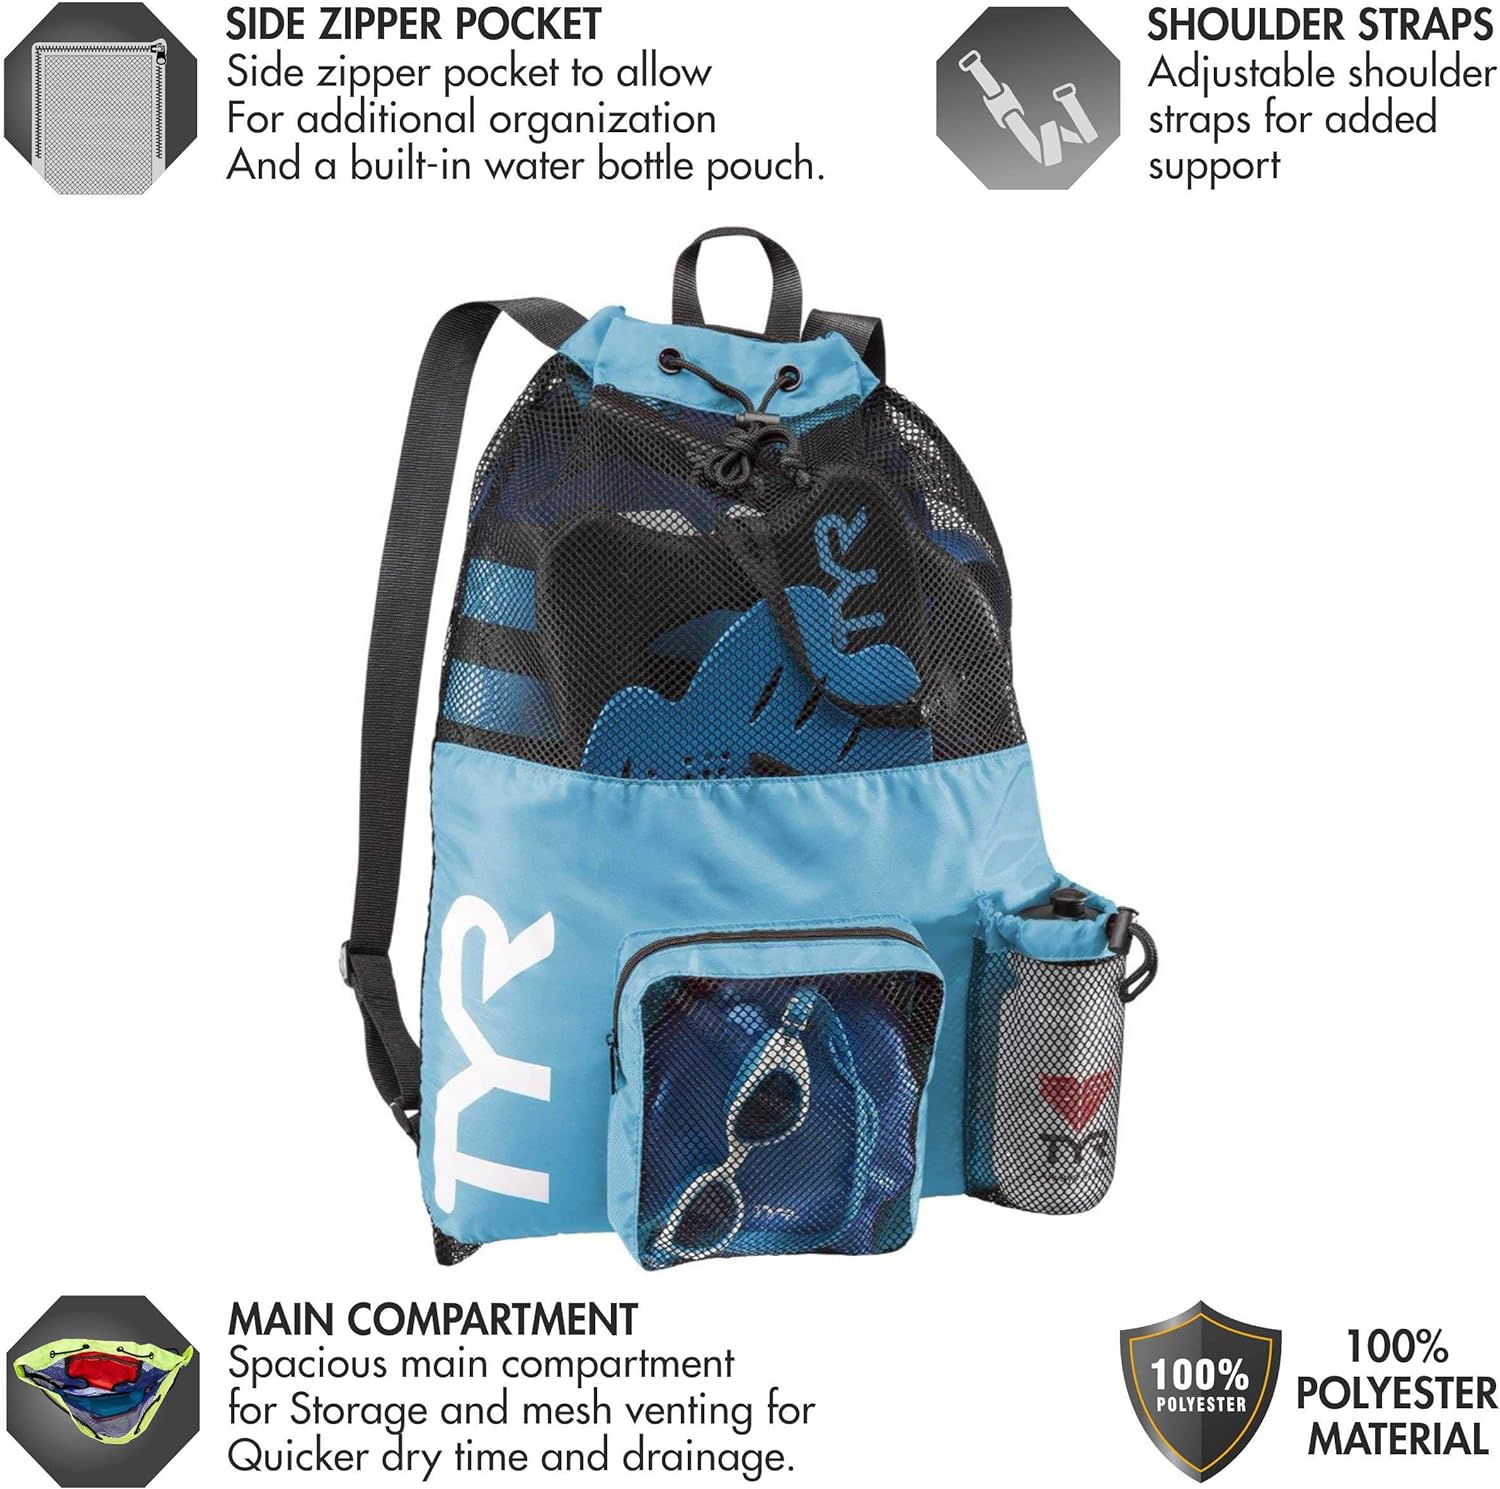 SIDE ZIPPER POCKET
Side zipper pocket to allow
For additional organization
And a built-in water bottle pouch.
SHOULDER STRAPS
Adjustable shoulder
straps for added
support
TYR
TYR
TYR
TYR
MAIN COMPARTMENT
Spacious main compartment
for Storage and mesh venting for
Quicker dry time and drainage.
100%
POLYESTER
100%
POLYESTER
MATERIAL